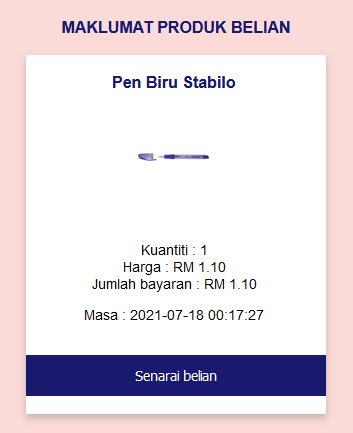 MAKLUMAT PRODUK BELIAN
Pen Biru Stabilo
Kuantiti : 1
Harga : RM 1.10
Jumlah bayaran : RM 1.10
Masa : 2021-07-18 00:17:27
Senarai belian